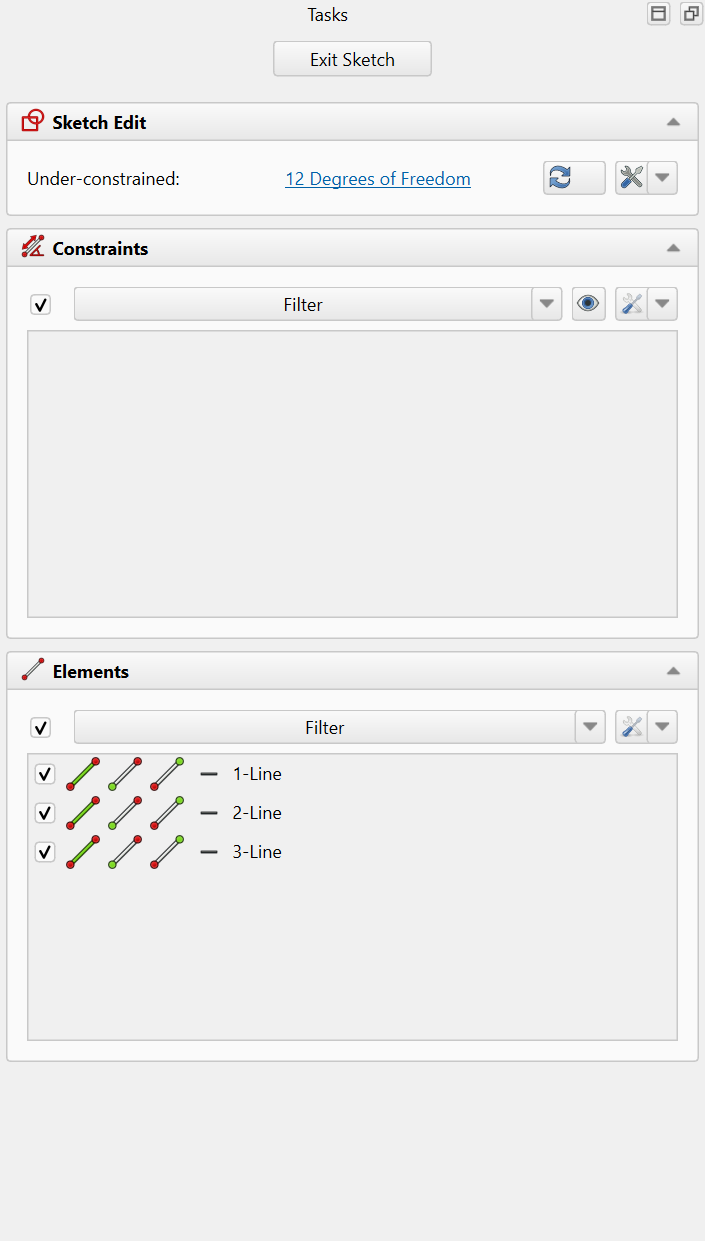 Tasks
Exit Sketch
Sketch Edit
Under-constrained: 12 Degrees of Freedom
Constraints
Filter
Elements
Filter
1-Line
2-Line
3-Line